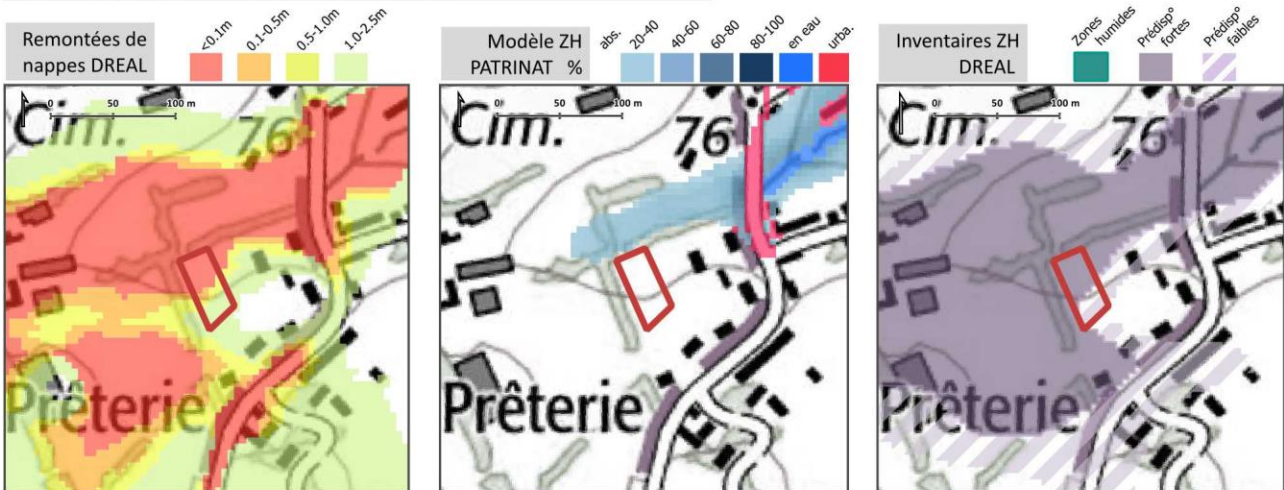 Remontées de
nappes DREAL
<0.1m
0.1-0.5m
0.5-1.0m
1.0-2.5m
Modèle ZH
PATRINAT %
abs.
20-40
40-60
60-80
80-100
en eau
urba.
Inventaires ZH
DREAL
Zones
humides
Prédisp°
fortes
Prédisp°
faibles
0 50 100 m
Cim.
76
Prêterie
0 50 100 m
Cim.
76
Prêterie
0 50 100 m
Cim.
76
Prêterie